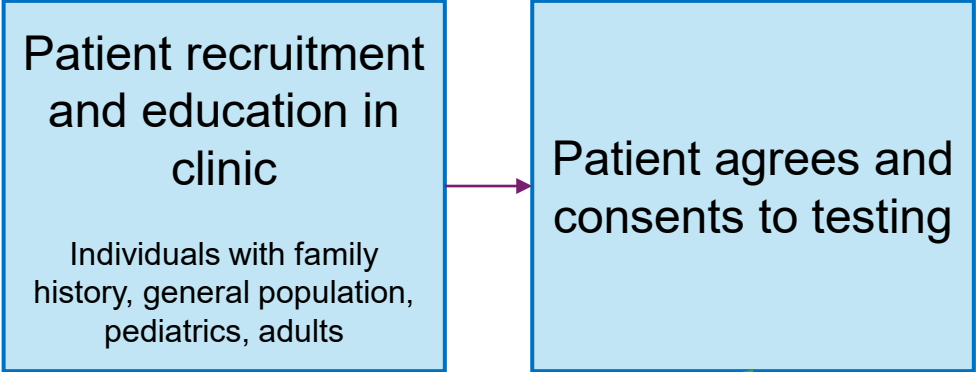 Patient recruitment
and education in
clinic
Individuals with family
history, general population,
pediatrics, adults
Patient agrees and
consents to testing